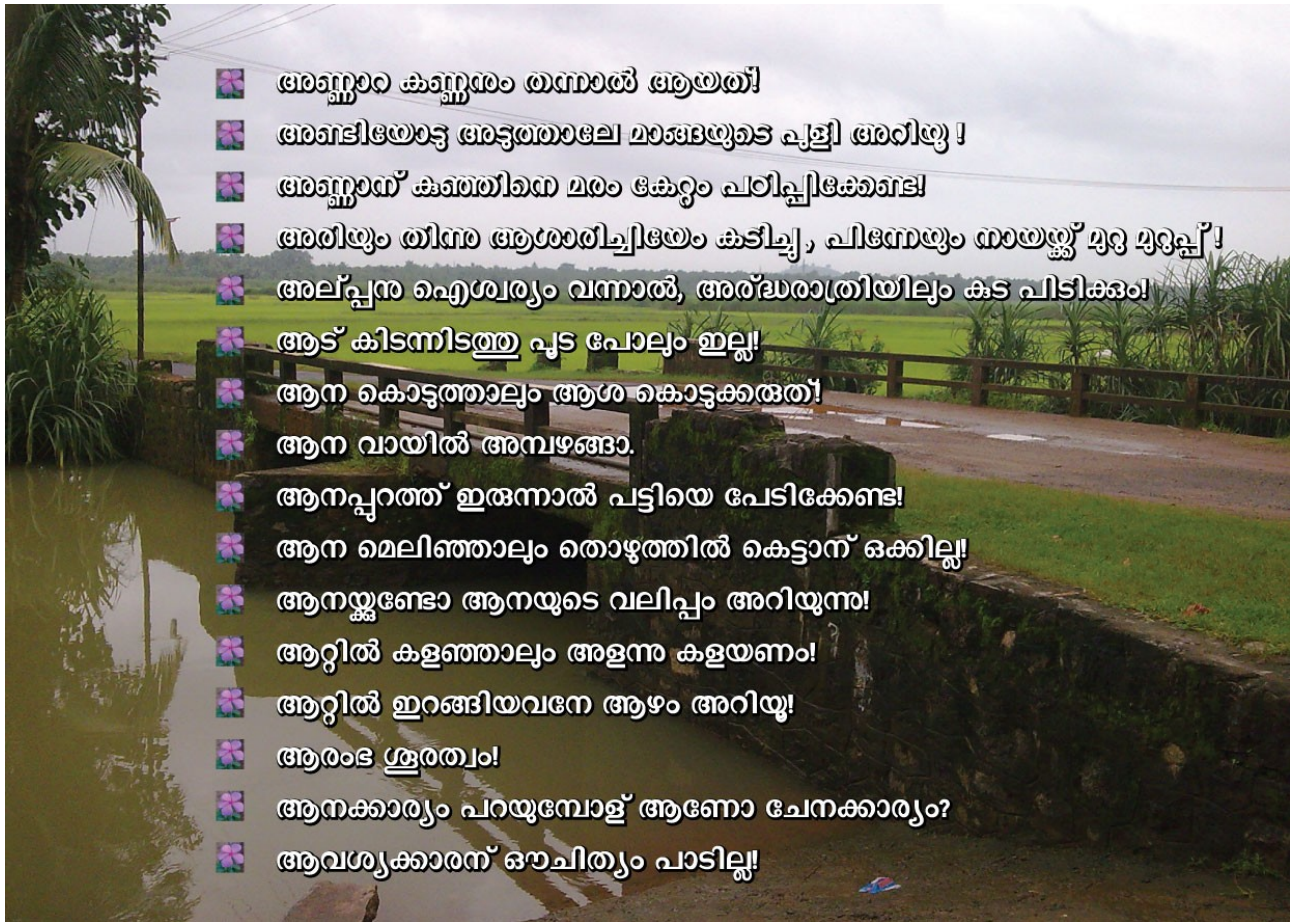 അണ്ണാറ കണ്ണനും തന്നാൽ ആയത്!
അണ്ടിയോടു അടുത്താലേ മാങ്ങയുടെ പുളി അറിയൂ !
അണ്ണാന് കുഞ്ഞിനെ മരം കേറ്റം പഠിപ്പിക്കേണ്ട!
അരിയും തിന്നു ആശാരിച്ചിയേം കടിച്ചു , പിന്നേയും നായയ്ക്ക് മുറു മുറുപ്പ് !
അല്പ്പനു ഐശ്വര്യം വന്നാൽ, അര്ദ്ധരാത്രിയിലും കുട പിടിക്കും!
ആട് കിടന്നിടത്തു പൂട പോലും ഇല്ല!
ആന കൊടുത്താലും ആശ കൊടുക്കരുത്!
ആന വായിൽ അമ്പഴങ്ങാ.
ആനപ്പുറത്ത് ഇരുന്നാൽ പട്ടിയെ പേടിക്കേണ്ട!
ആന മെലിഞ്ഞാലും തൊഴുത്തിൽ കെട്ടാന് ഒക്കില്ല!
ആനയ്ക്കുണ്ടോ ആനയുടെ വലിപ്പം അറിയുന്നു!
ആറ്റിൽ കളഞ്ഞാലും അളന്നു കളയണം!
ആറ്റിൽ ഇറങ്ങിയവനേ ആഴം അറിയൂ!
ആരംഭ ശൂരത്വം!
ആനക്കാര്യം പറയുമ്പോള് ആണോ ചേനക്കാര്യം?
ആവശ്യക്കാരന് ഔചിത്യം പാടില്ല!